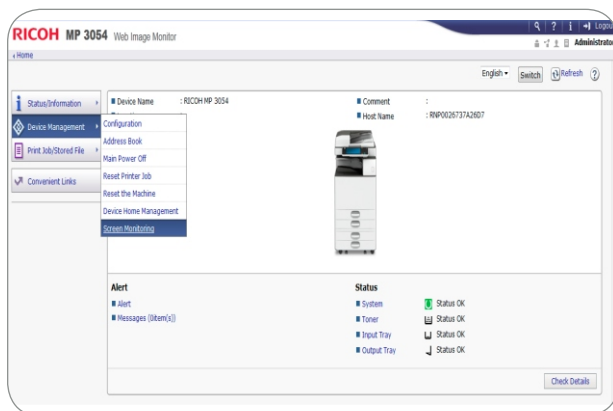 RICOH MP 3054 Web Image Monitor
? i Logou
Administrator
Home
English Switch Refresh ?
Status/Information
Device Management
Print Job/Stored File
Convenient Links
Configuration
Address Book
Main Power Off
Reset Printer Job
Reset the Machine
Device Home Management
Screen Monitoring
Device Name : RICOH MP 3054
Comment :
Host Name : RNP0026737A26D7
Alert
Alert
Messages (0item(s))
Status
System Status OK
Toner Status OK
Input Tray Status OK
Output Tray Status OK
Check Details